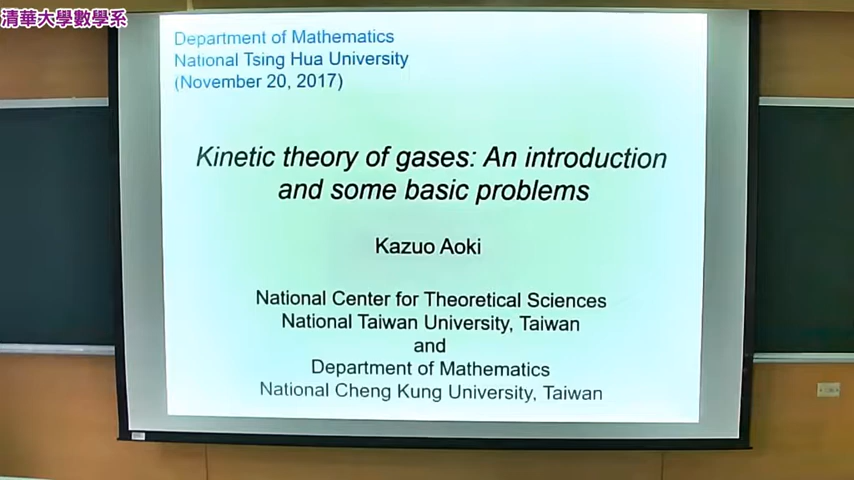 清華大學數學系
Department of Mathematics
National Tsing Hua University
(November 20, 2017)
Kinetic theory of gases: An introduction
and some basic problems
Kazuo Aoki
National Center for Theoretical Sciences
National Taiwan University, Taiwan
and
Department of Mathematics
National Cheng Kung University, Taiwan